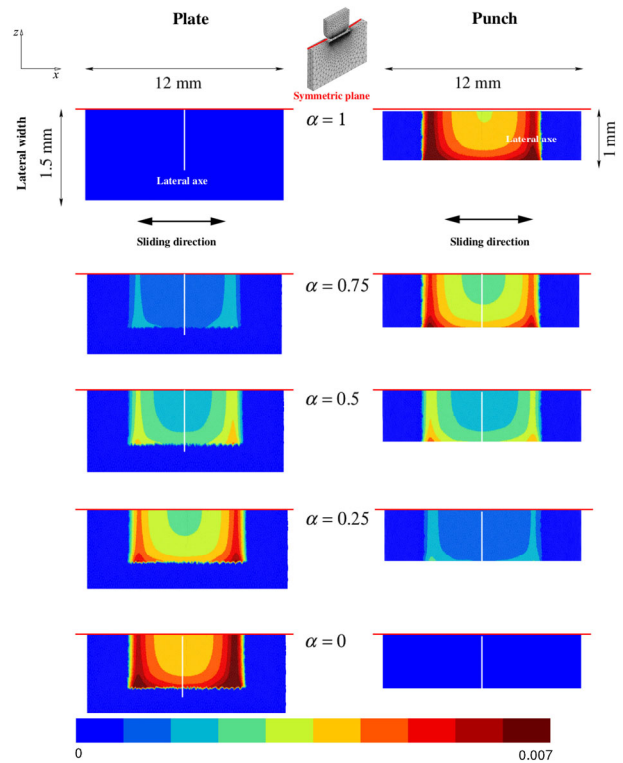 Plate
Punch
z
x
12 mm
12 mm
Symmetric plane
Lateral width
1.5 mm
Lateral axe
α = 1
Lateral axe
1 mm
Sliding direction
Sliding direction
α = 0.75
α = 0.5
α = 0.25
α = 0
0
0.007